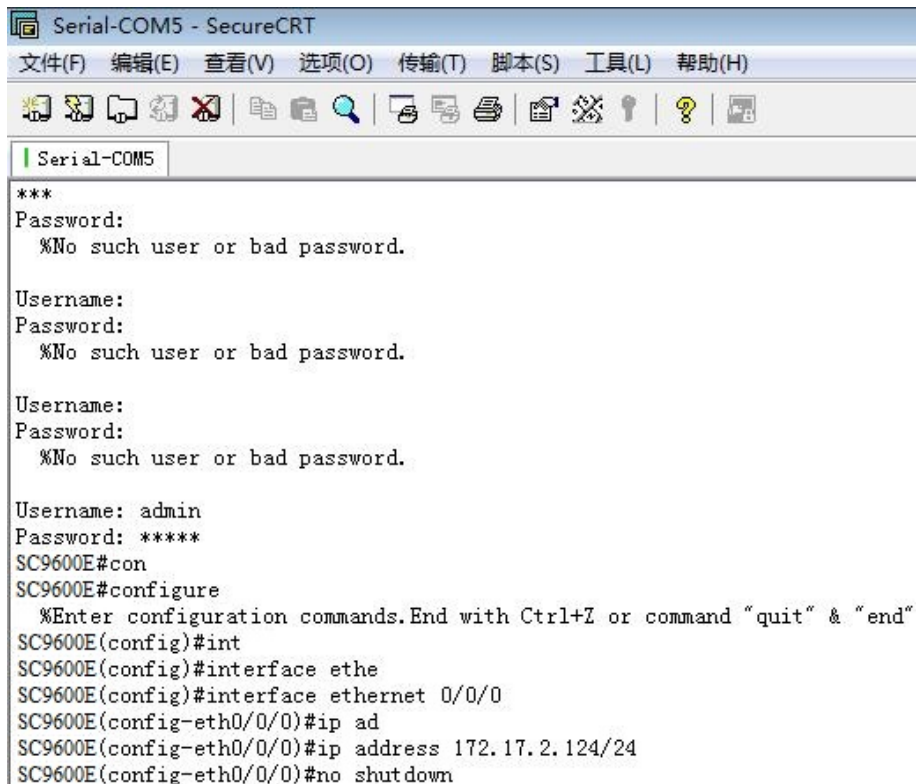 Serial-COM5 - SecureCRT
文件(F) 编辑(E) 查看(V) 选项(O) 传输(T) 脚本(S) 工具(L) 帮助(H)
Serial-COM5
***
Password:
%No such user or bad password.
Username:
Password:
%No such user or bad password.
Username:
Password:
%No such user or bad password.
Username: admin
Password: *****
SC9600E#con
SC9600E#configure
%Enter configuration commands.End with Ctrl+Z or command "quit" & "end"
SC9600E(config)#int
SC9600E(config)#interface ethe
SC9600E(config)#interface ethernet 0/0/0
SC9600E(config-eth0/0/0)#ip ad
SC9600E(config-eth0/0/0)#ip address 172.17.2.124/24
SC9600E(config-eth0/0/0)#no shutdown